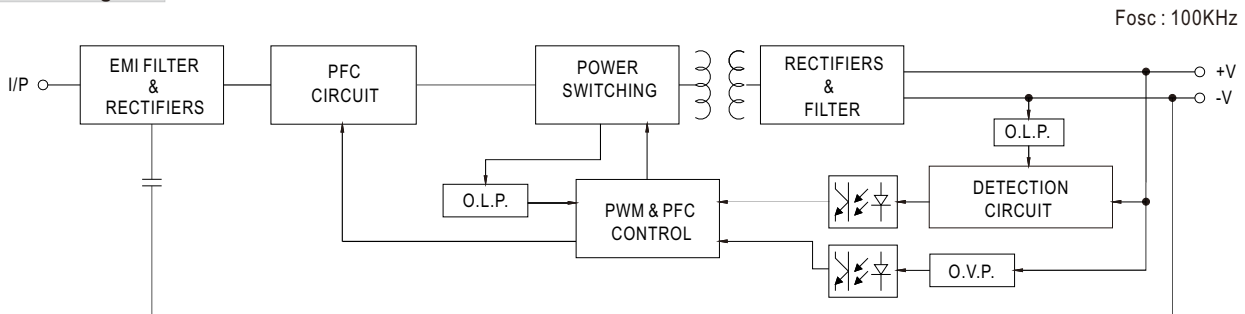 Fosc : 100KHz
I/P
EMI FILTER
&
RECTIFIERS
PFC
CIRCUIT
POWER
SWITCHING
RECTIFIERS
&
FILTER
+V
-V
O.L.P.
O.L.P.
PWM & PFC
CONTROL
DETECTION
CIRCUIT
O.V.P.